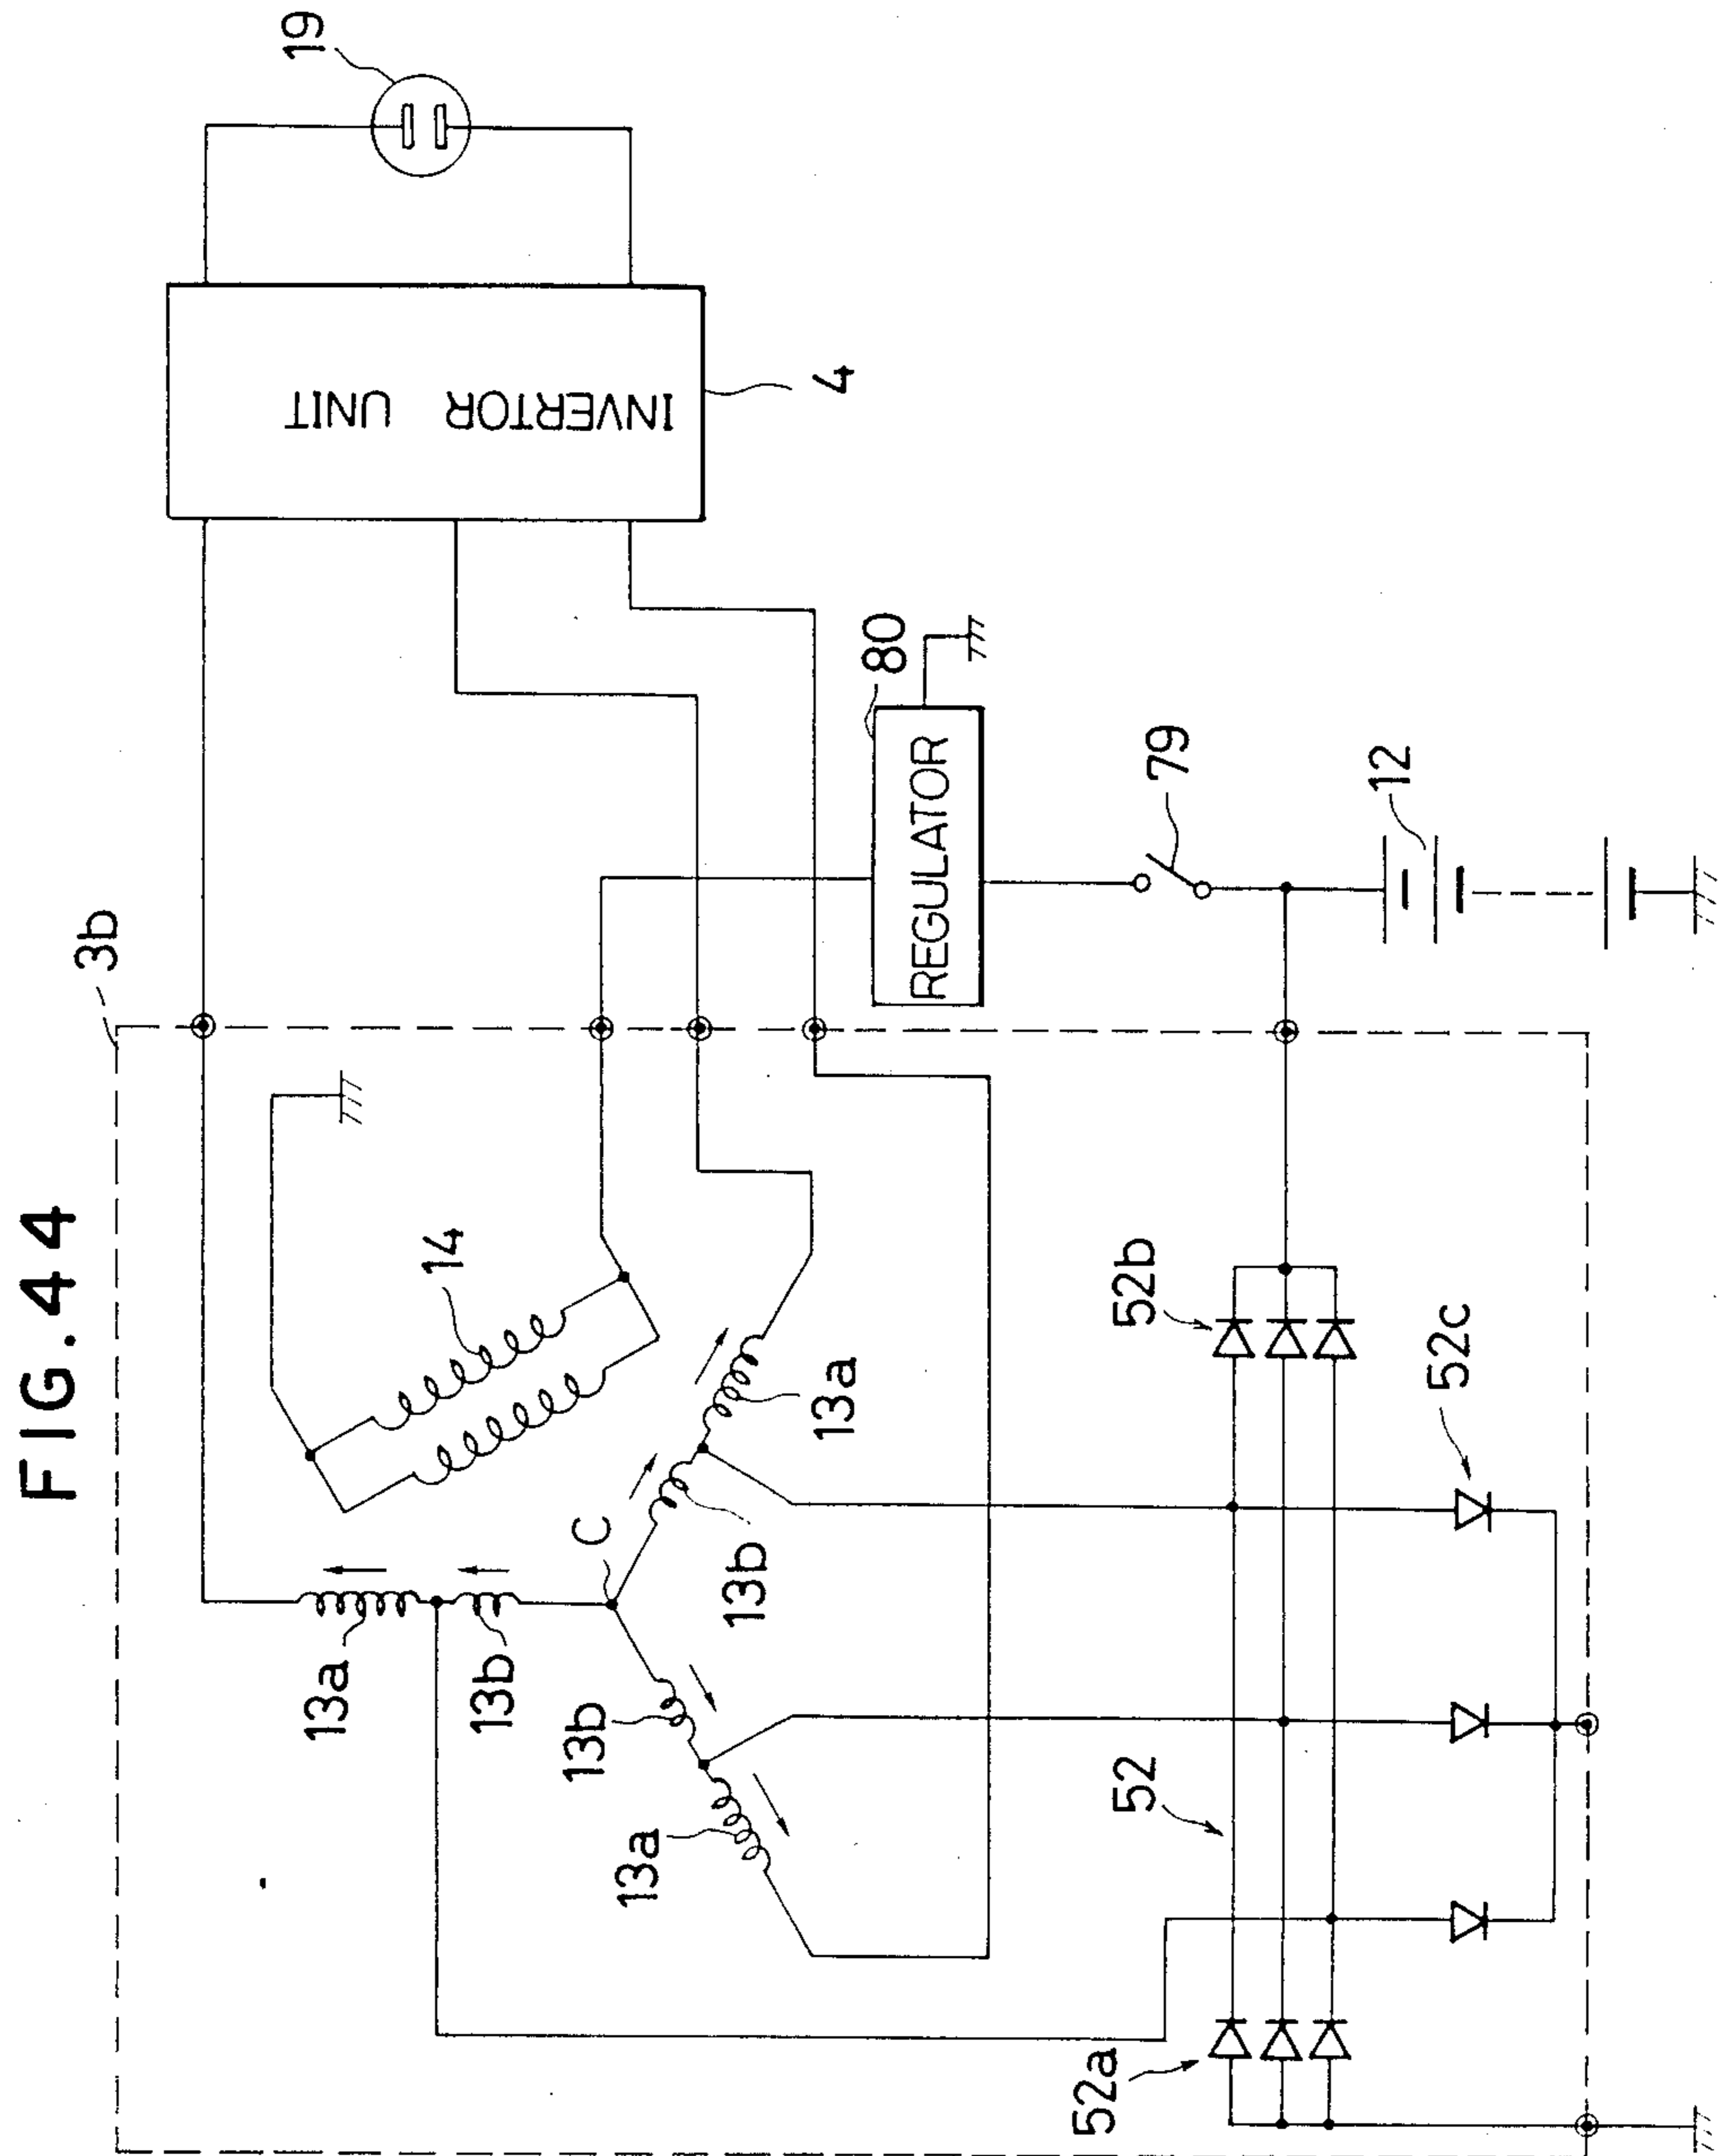 FIG.44
3b
19
INVERTOR
UNIT
4
80
REGULATOR
79
12
14
13a
C
13b
13a
13b
13b
13a
52b
52c
52
52a